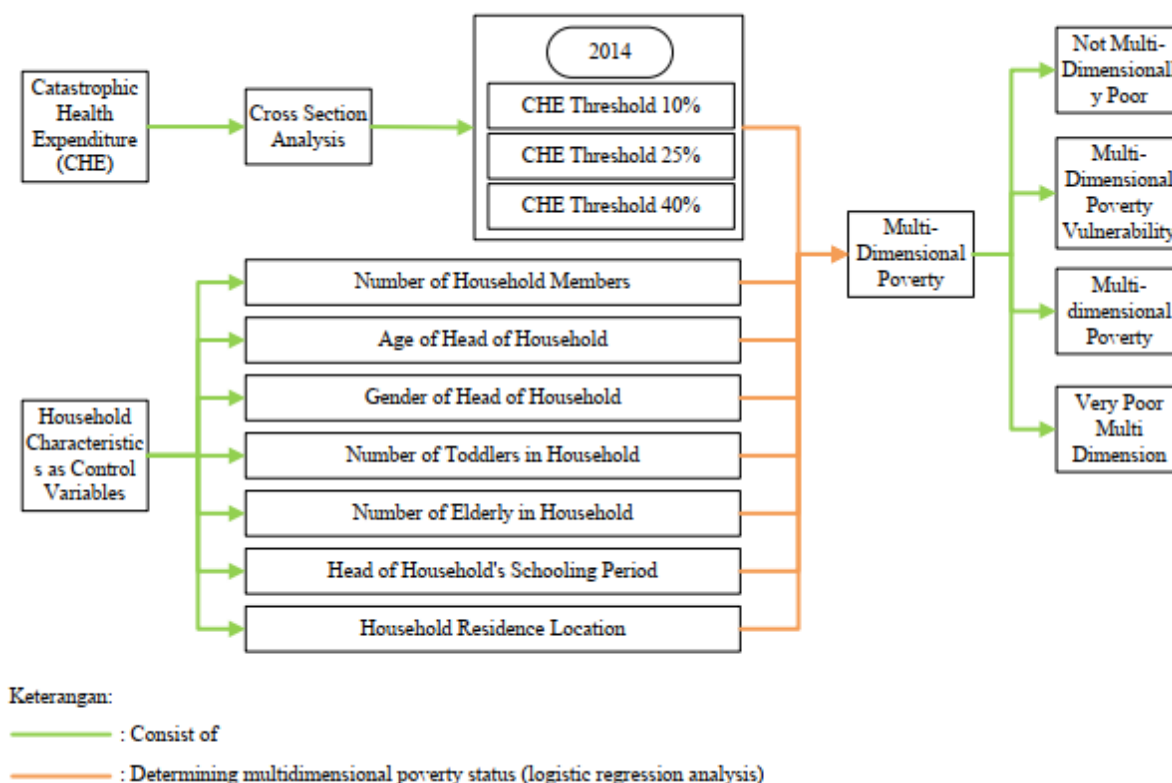 Catastrophic
Health
Expenditure
(CHE)
Cross Section
Analysis
2014
CHE Threshold 10%
CHE Threshold 25%
CHE Threshold 40%
Household
Characteristic
s as Control
Variables
Number of Household Members
Age of Head of Household
Gender of Head of Household
Number of Toddlers in Household
Number of Elderly in Household
Head of Household's Schooling Period
Household Residence Location
Multi-
Dimensional
Poverty
Not Multi-
Dimensionall
y Poor
Multi-
Dimensional
Poverty
Vulnerability
Multi-
dimensional
Poverty
Very Poor
Multi
Dimension
Keterangan:
: Consist of
: Determining multidimensional poverty status (logistic regression analysis)